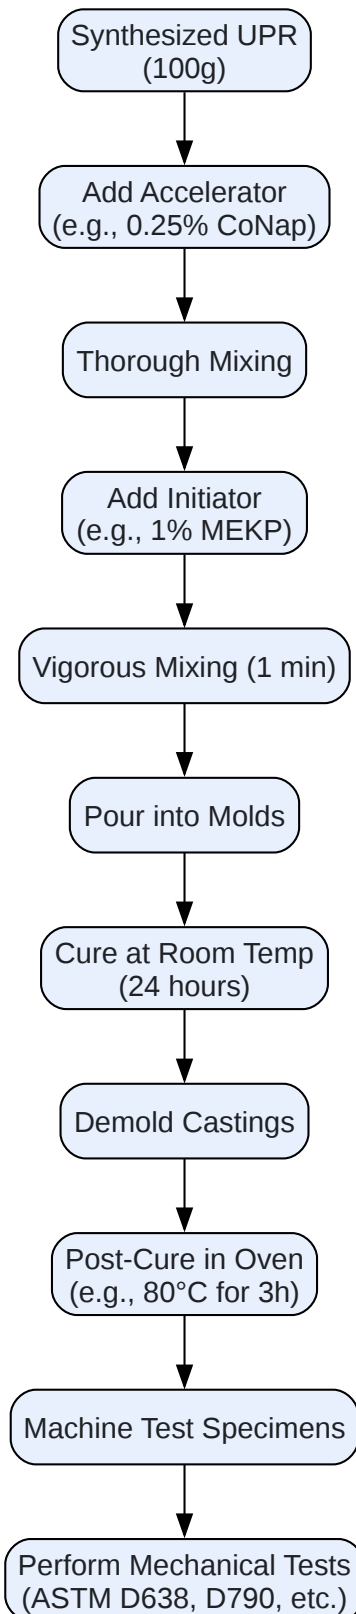 Synthesized UPR
(100g)
Add Accelerator
(e.g., 0.25% CoNap)
Thorough Mixing
Add Initiator
(e.g., 1% MEKP)
Vigorous Mixing (1 min)
Pour into Molds
Cure at Room Temp
(24 hours)
Demold Castings
Post-Cure in Oven
(e.g., 80°C for 3h)
Machine Test Specimens
Perform Mechanical Tests
(ASTM D638, D790, etc.)